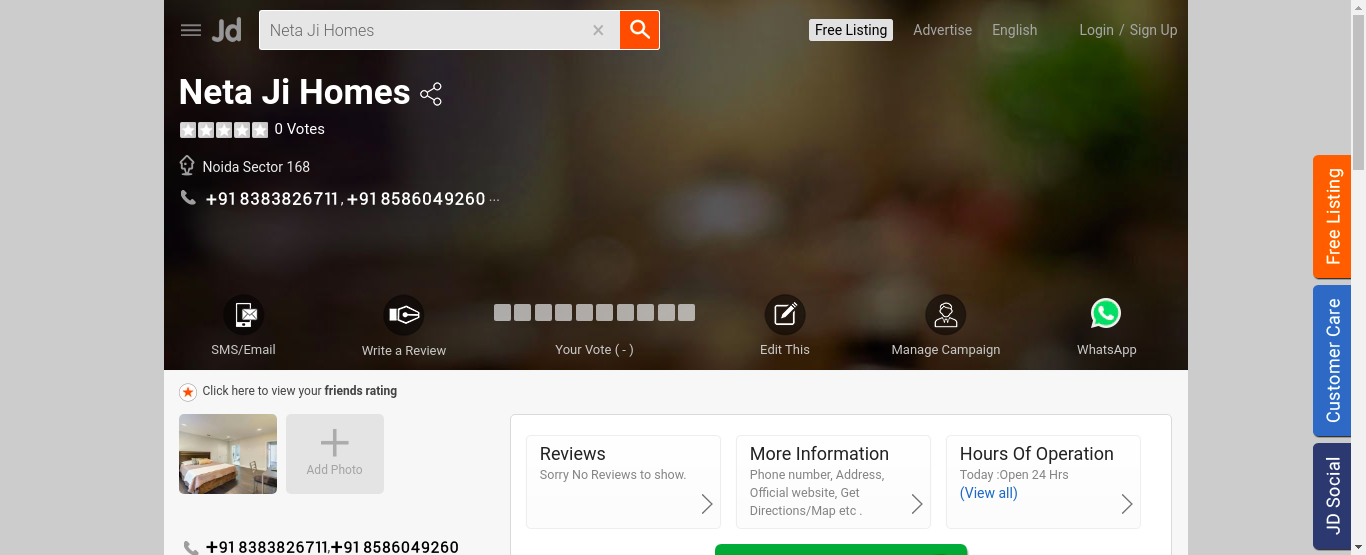 Jd
Neta Ji Homes
Free Listing
Advertise
English
Login / Sign Up
Neta Ji Homes
0 Votes
Noida Sector 168
+91 8383826711, +91 8586049260 ...
SMS/Email
Write a Review
Your Vote ( - )
Edit This
Manage Campaign
WhatsApp
Click here to view your friends rating
Add Photo
Reviews
Sorry No Reviews to show.
More Information
Phone number, Address,
Official website, Get
Directions/Map etc .
Hours Of Operation
Today :Open 24 Hrs
(View all)
+91 8383826711,+91 8586049260
Free Listing
Customer Care
JD Social